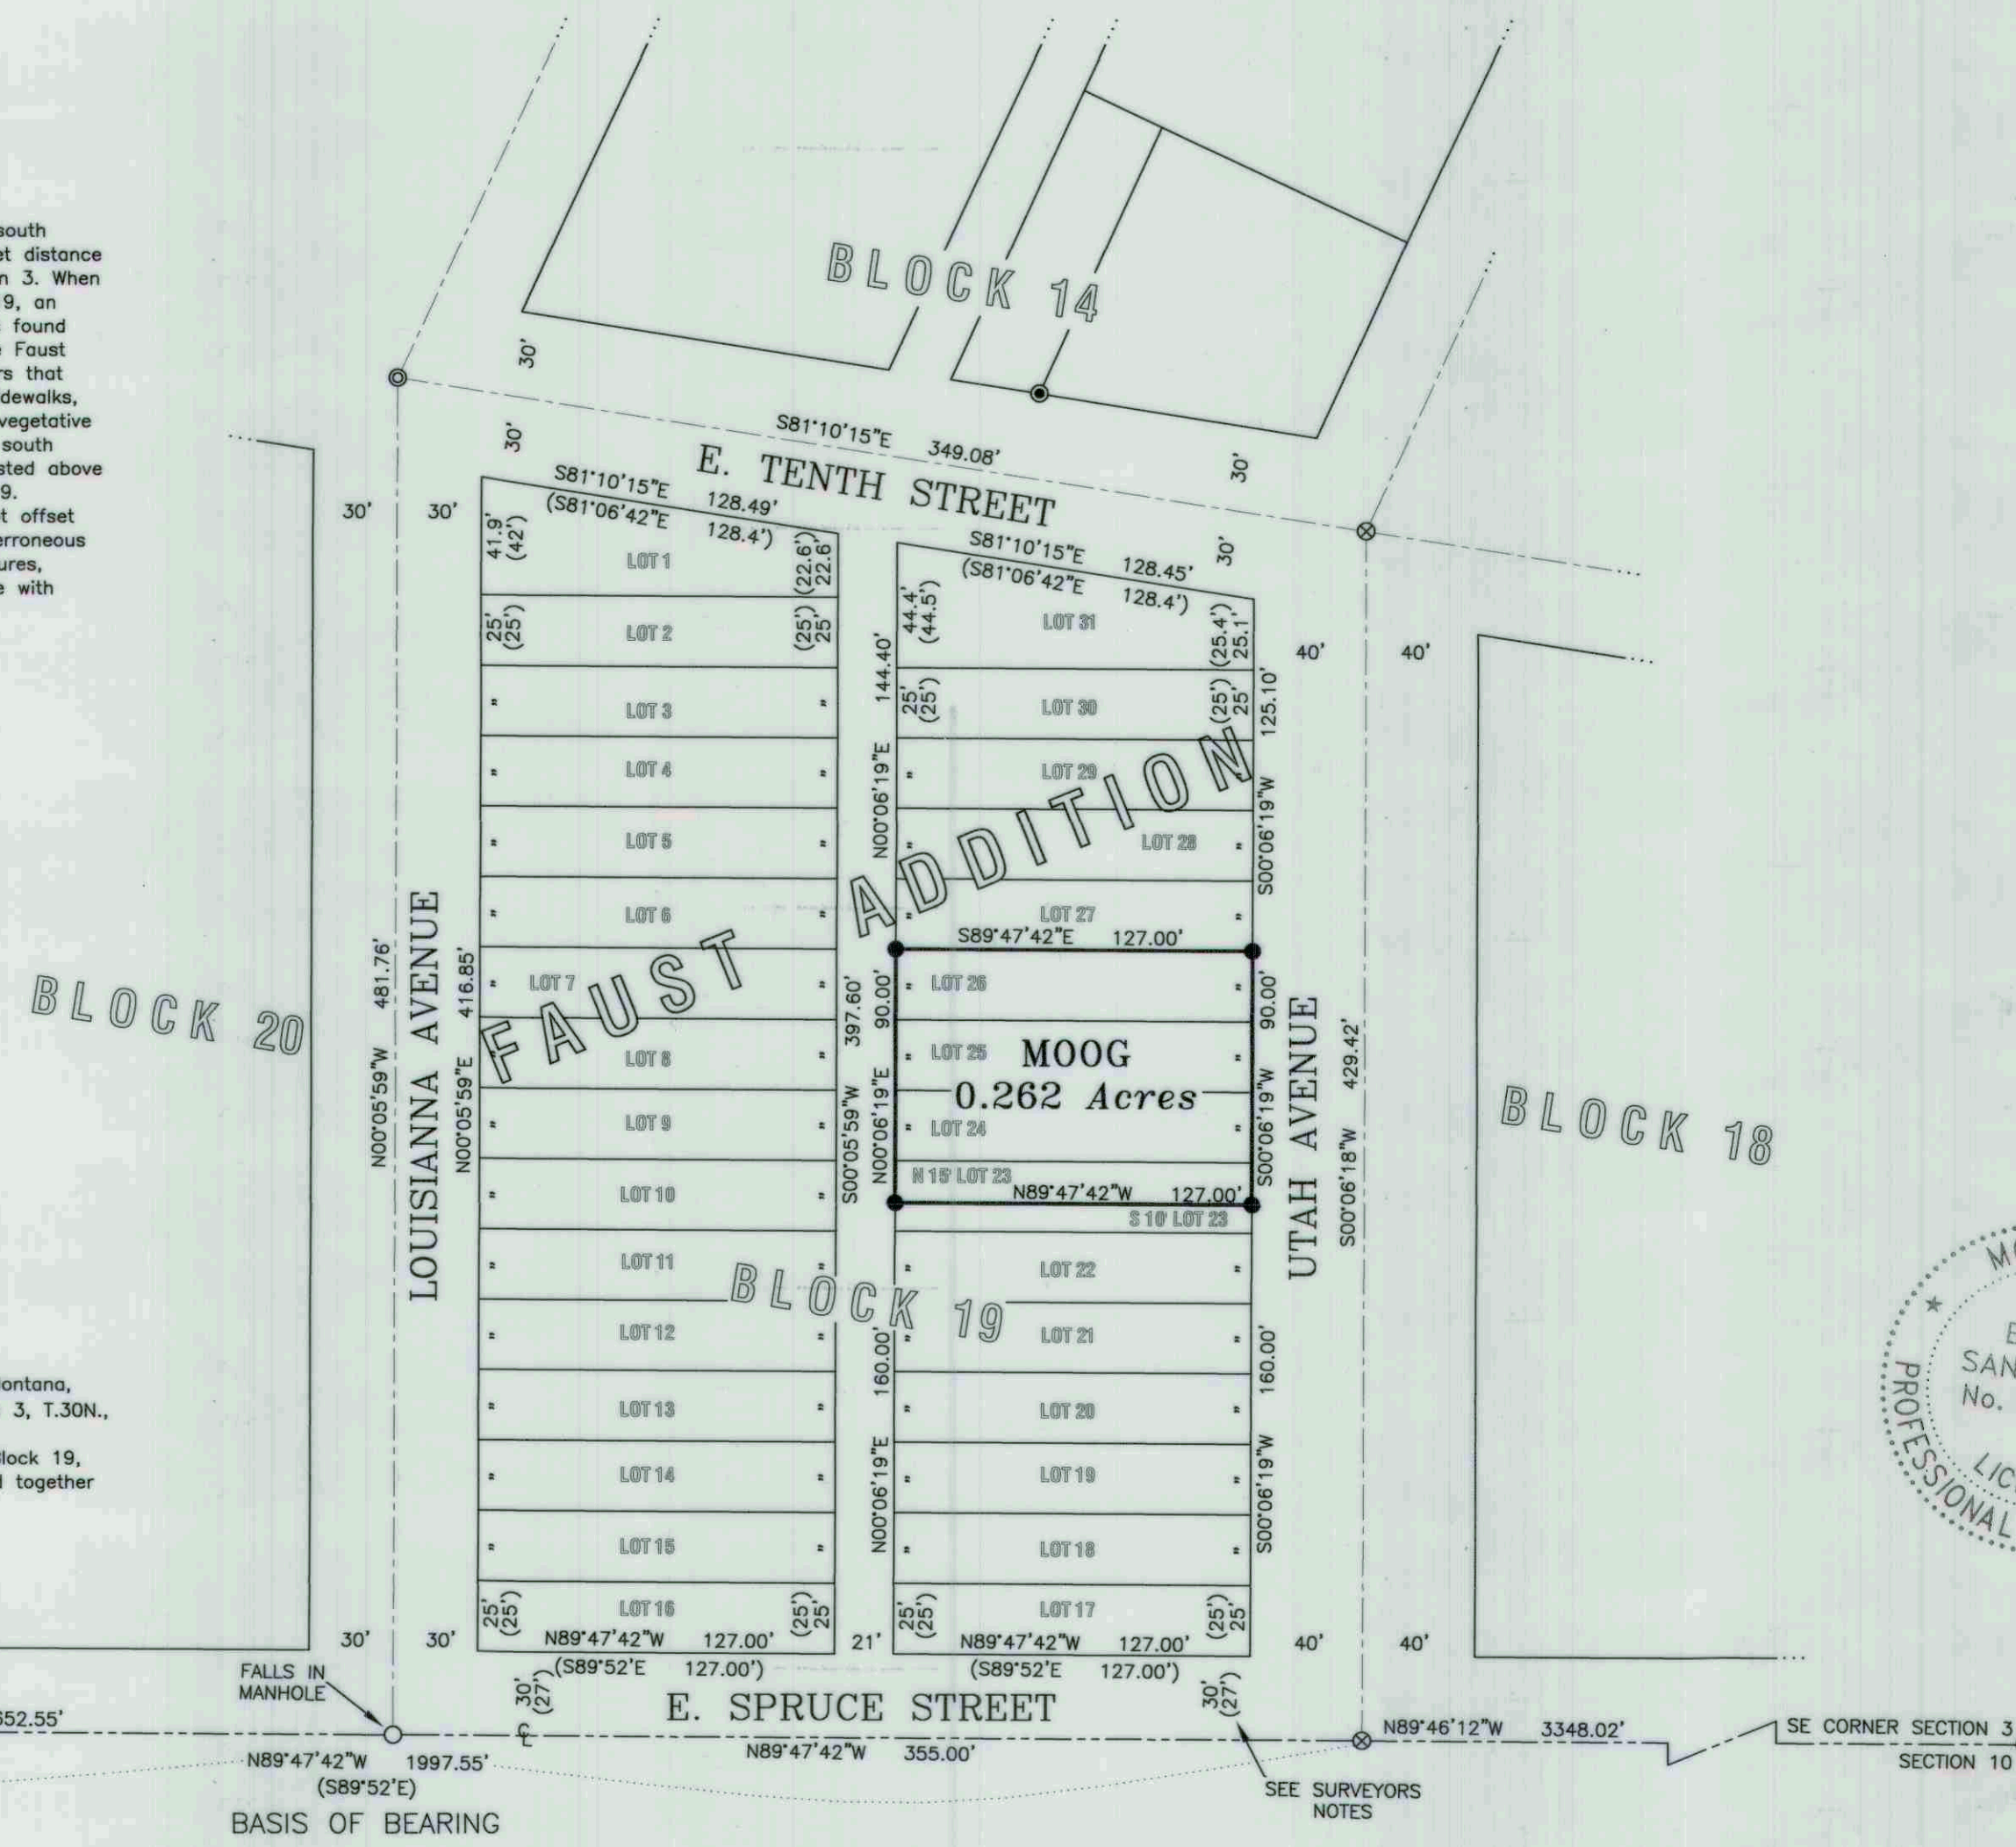 south
et distance
n 3. When
9, an
found
Faust
rs that
dewalks,
vegetative
south
sted above
9.
t offset
erroneous
ures,
e with
BLOCK 14
30'
30'
S81°10'15"E 349.08'
E. TENTH STREET
30'
30'
30'
30'
S81°10'15"E 128.49'
(S81°06'42"E 128.4')
41.9'
(42')
(22.6')
22.6'
LOT 1
S81°10'15"E 128.45'
(S81°06'42"E 128.4')
44.4'
(44.5')
(25.4')
25.1'
LOT 31
25'
(25')
LOT 2
(25')
25'
40'
40'
144.40'
25'
(25')
LOT 30
(25')
25'
125.10'
" LOT 3 "
N00°06'19"E
" LOT 4 "
" LOT 29
S00°06'19"W
" LOT 5 "
" LOT 28 "
" LOT 6 "
" LOT 27 "
FAUST ADDITION
S89°47'42"E 127.00'
LOT 7
" "
" LOT 26 "
BLOCK 20
N00°05'59"W 481.76'
LOUISIANNA AVENUE
N00°05'59"E 416.85'
S00°05'59"W 397.60'
N00°06'19"E 90.00'
S00°06'19"W 90.00'
UTAH AVENUE
S00°06'18"W 429.42'
BLOCK 18
LOT 8 "
" LOT 25 "
MOOG
0.262 Acres
" LOT 9 "
" LOT 24 "
N 15' LOT 23
N89°47'42"W 127.00'
" LOT 10 "
S 10' LOT 23
" LOT 11 "
" LOT 22 "
BLOCK 19
" LOT 12 "
" LOT 21 "
N00°06'19"E 160.00'
S00°06'19"W 160.00'
" LOT 13 "
" LOT 20 "
" LOT 14 "
" LOT 19 "
" LOT 15 "
" LOT 18 "
25'
(25')
LOT 16
(25')
25'
25'
(25')
LOT 17
(25')
25'
ontana,
3, T.30N.,
lock 19,
together
PROFESSIONAL
SAN
No.
LIC
30'
30'
N89°47'42"W 127.00'
21'
N89°47'42"W 127.00'
40'
40'
(S89°52'E 127.00')
(S89°52'E 127.00')
FALLS IN
MANHOLE
30'
(27')
E. SPRUCE STREET
30'
(27')
652.55'
℄
N89°47'42"W 355.00'
N89°46'12"W 3348.02'
SE CORNER SECTION 3
SECTION 10
N89°47'42"W 1997.55'
(S89°52'E)
BASIS OF BEARING
SEE SURVEYORS
NOTES